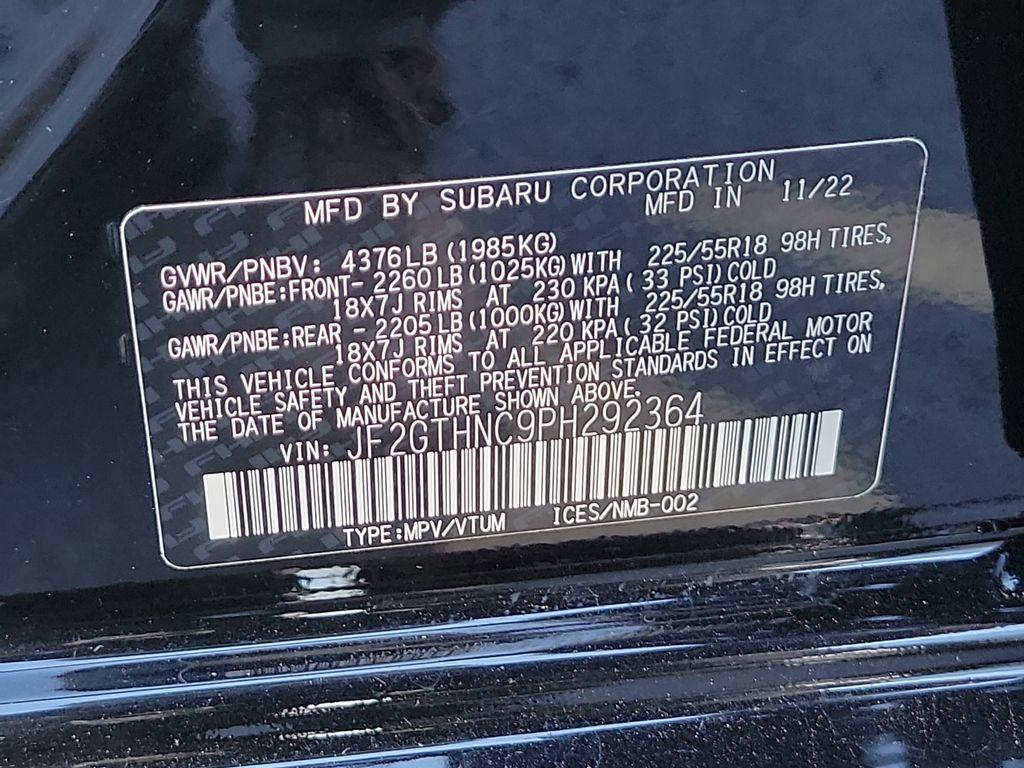 MFD BY SUBARU CORPORATION
MFD IN 11/22
GVWR/PNBV: 4376LB (1985KG)
GAWR/PNBE:FRONT- 2260LB(1025KG)WITH 225/55R18 98H TIRES,
18X7J RIMS AT 230 KPA( 33 PSI)COLD
GAWR/PNBE:REAR - 2205LB(1000KG)WITH 225/55R18 98H TIRES,
18X7J RIMS AT 220 KPA( 32 PSI)COLD
THIS VEHICLE CONFORMS TO ALL APPLICABLE FEDERAL MOTOR
VEHICLE SAFETY AND THEFT PREVENTION STANDARDS IN EFFECT ON
THE DATE OF MANUFACTURE SHOWN ABOVE.
VIN: JF2GTHNC9PH292364
TYPE:MPV/VTUM ICES/NMB-002